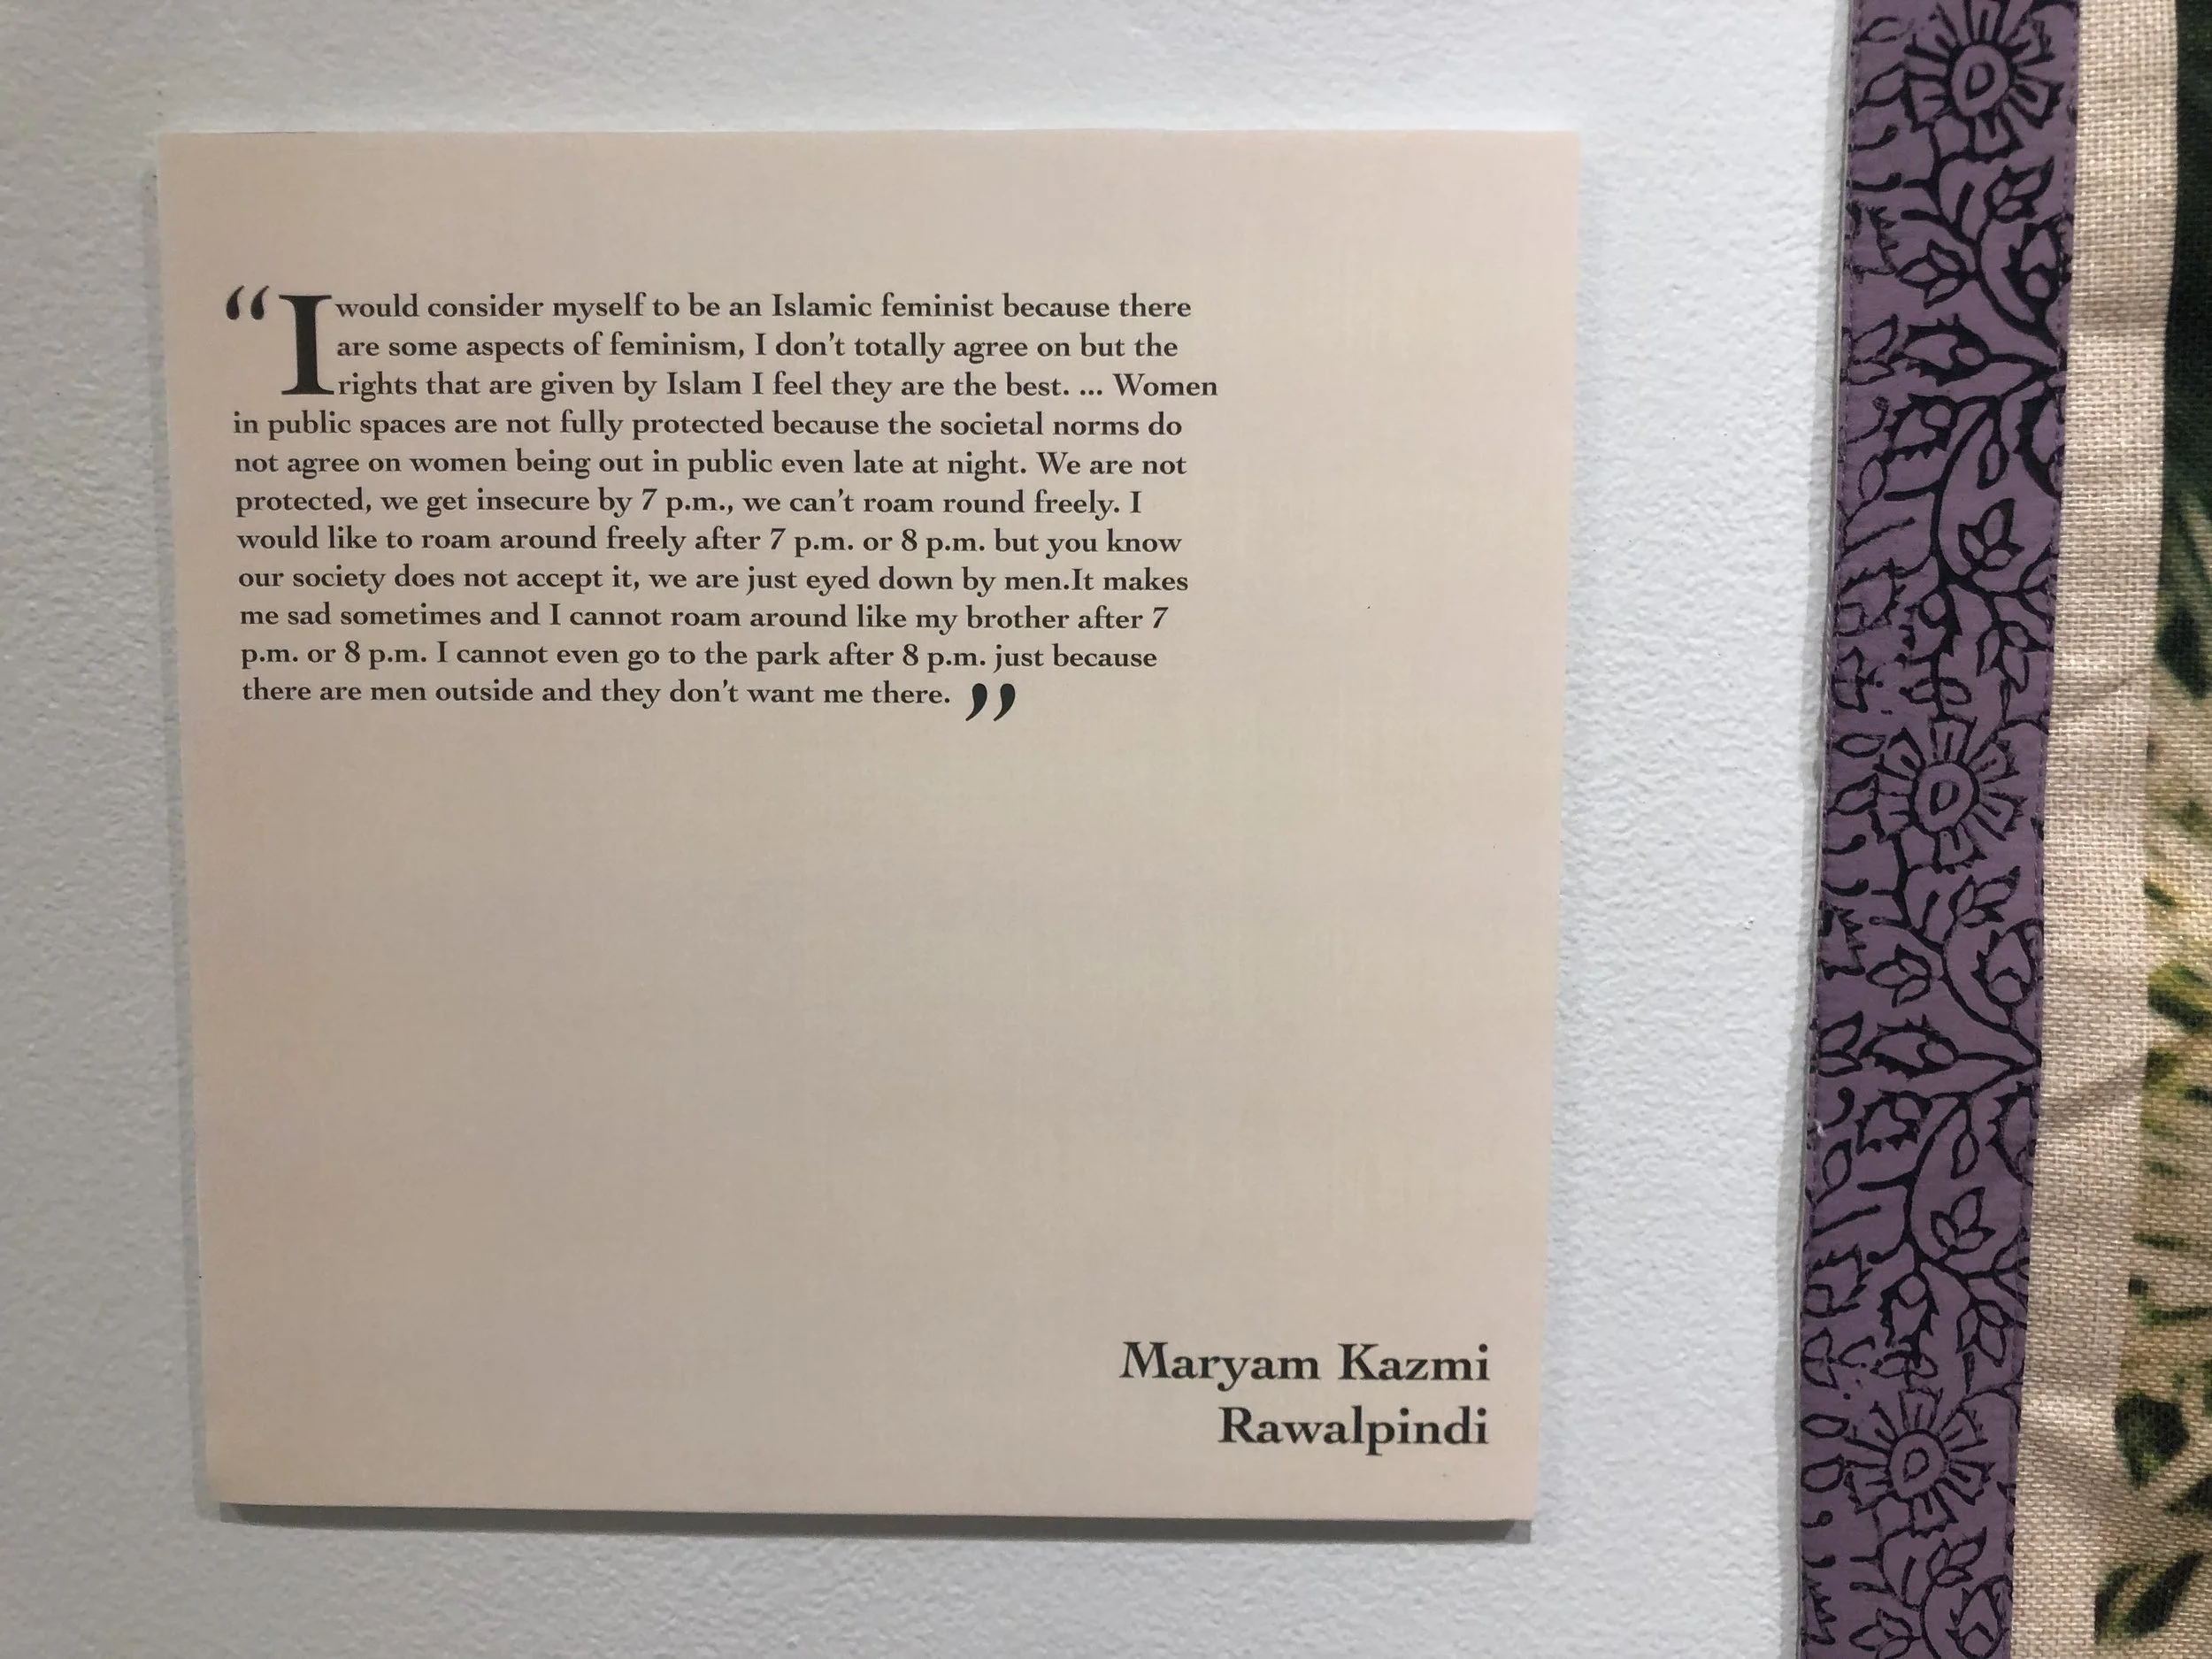 “I would consider myself to be an Islamic feminist because there
are some aspects of feminism, I don’t totally agree on but the
rights that are given by Islam I feel they are the best. ... Women
in public spaces are not fully protected because the societal norms do
not agree on women being out in public even late at night. We are not
protected, we get insecure by 7 p.m., we can’t roam round freely. I
would like to roam around freely after 7 p.m. or 8 p.m. but you know
our society does not accept it, we are just eyed down by men.It makes
me sad sometimes and I cannot roam around like my brother after 7
p.m. or 8 p.m. I cannot even go to the park after 8 p.m. just because
there are men outside and they don’t want me there. ”
Maryam Kazmi
Rawalpindi